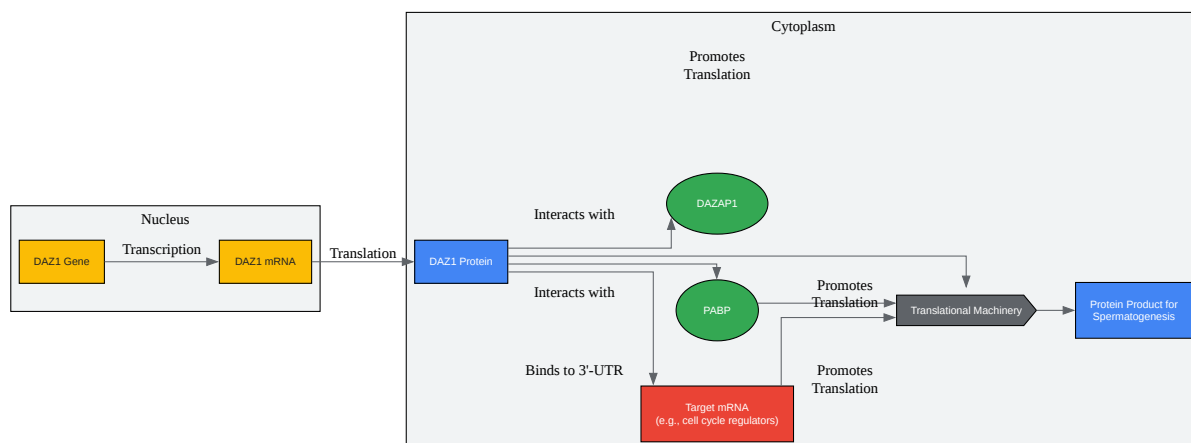 Cytoplasm
Promotes
Translation
DAZAP1
Interacts with
Nucleus
Transcription
Translation
DAZ1 Gene
DAZ1 mRNA
DAZ1 Protein
Interacts with
PABP
Promotes
Translation
Translational Machinery
Protein Product for
Spermatogenesis
Binds to 3'-UTR
Promotes
Translation
Target mRNA
(e.g., cell cycle regulators)